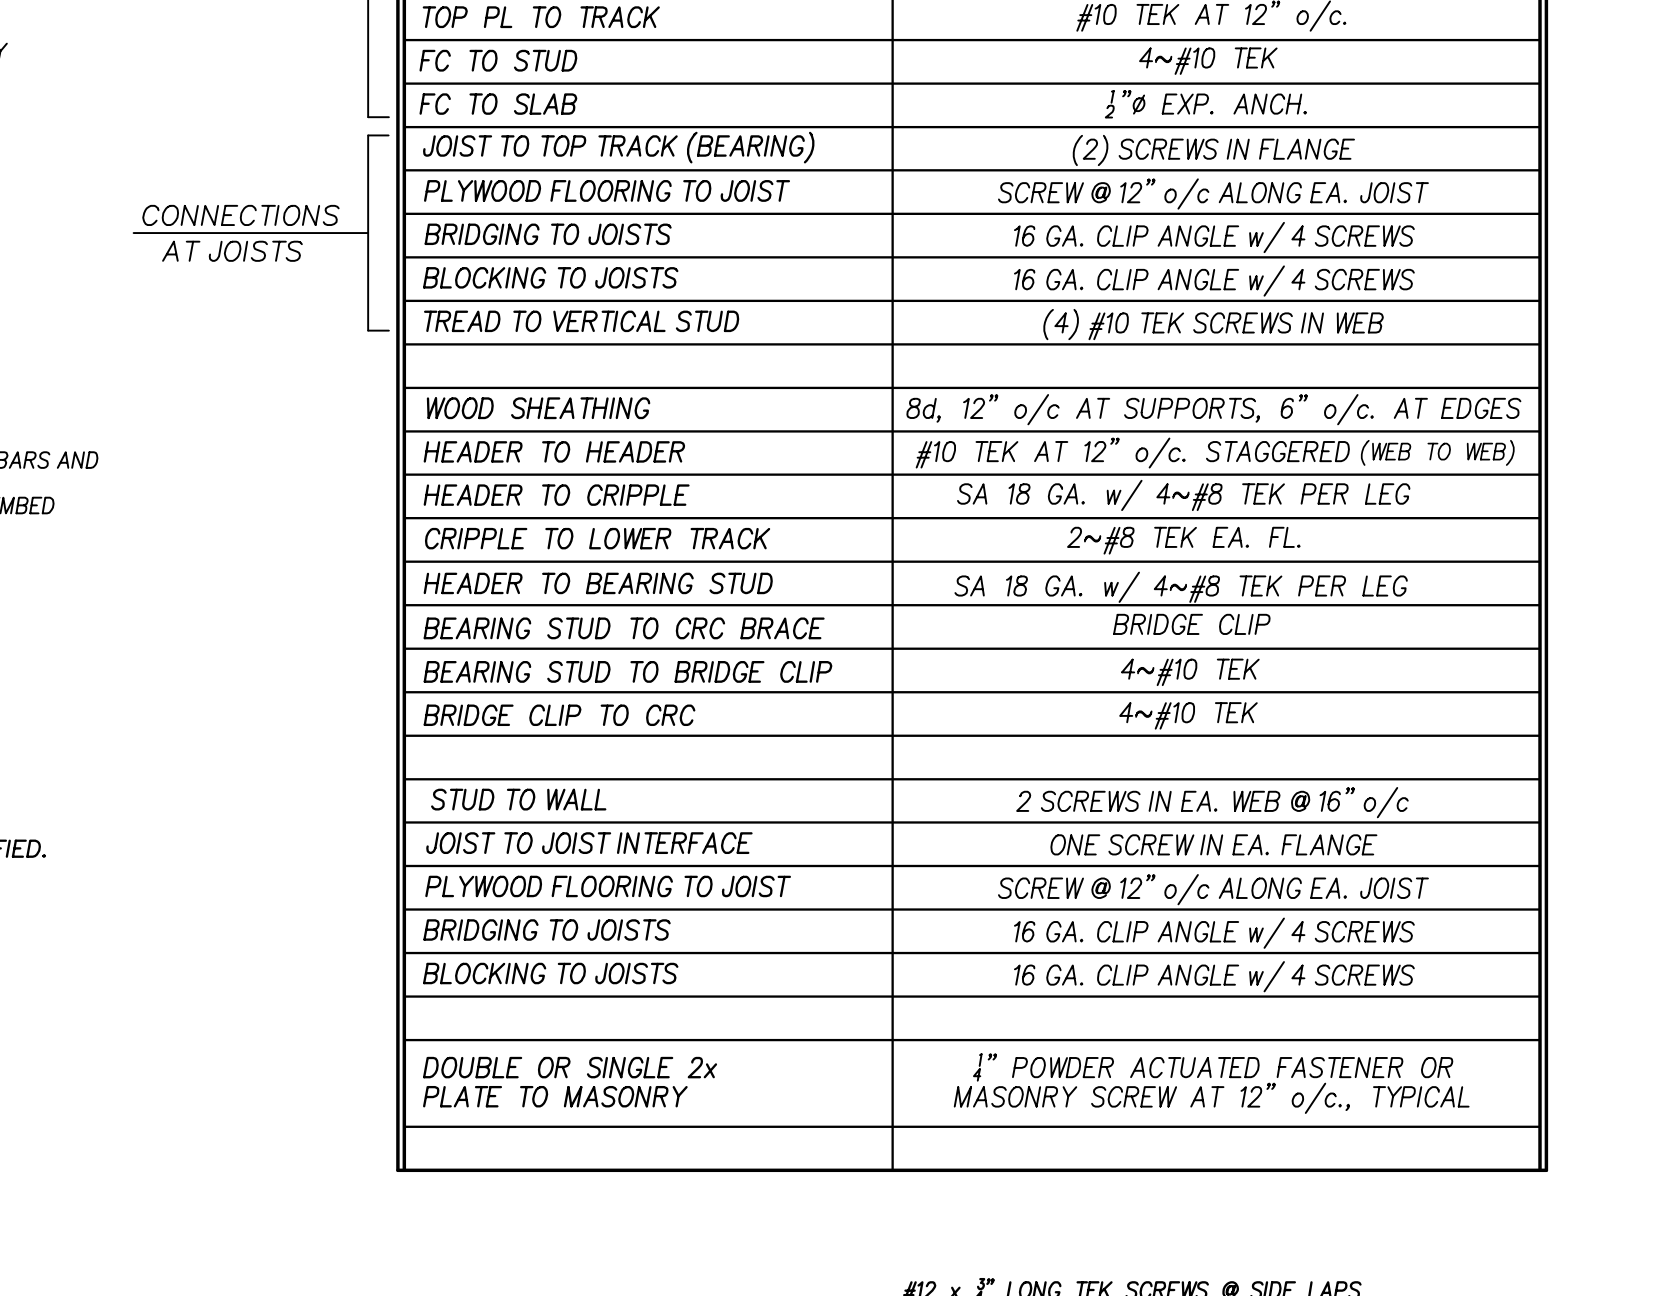 Y
TOP PL TO TRACK #10 TEK AT 12" o/c.
FC TO STUD 4~#10 TEK
FC TO SLAB 1/2"ø EXP. ANCH.
CONNECTIONS
AT JOISTS
JOIST TO TOP TRACK (BEARING) (2) SCREWS IN FLANGE
PLYWOOD FLOORING TO JOIST SCREW @ 12" o/c ALONG EA. JOIST
BRIDGING TO JOISTS 16 GA. CLIP ANGLE w/ 4 SCREWS
BLOCKING TO JOISTS 16 GA. CLIP ANGLE w/ 4 SCREWS
TREAD TO VERTICAL STUD (4) #10 TEK SCREWS IN WEB
WOOD SHEATHING 8d, 12" o/c AT SUPPORTS, 6" o/c. AT EDGES
BARS AND
HEADER TO HEADER #10 TEK AT 12" o/c. STAGGERED (WEB TO WEB)
MBED
HEADER TO CRIPPLE SA 18 GA. w/ 4~#8 TEK PER LEG
CRIPPLE TO LOWER TRACK 2~#8 TEK EA. FL.
HEADER TO BEARING STUD SA 18 GA. w/ 4~#8 TEK PER LEG
BEARING STUD TO CRC BRACE BRIDGE CLIP
BEARING STUD TO BRIDGE CLIP 4~#10 TEK
BRIDGE CLIP TO CRC 4~#10 TEK
STUD TO WALL 2 SCREWS IN EA. WEB @ 16" o/c
FIED.
JOIST TO JOIST INTERFACE ONE SCREW IN EA. FLANGE
PLYWOOD FLOORING TO JOIST SCREW @ 12" o/c ALONG EA. JOIST
BRIDGING TO JOISTS 16 GA. CLIP ANGLE w/ 4 SCREWS
BLOCKING TO JOISTS 16 GA. CLIP ANGLE w/ 4 SCREWS
DOUBLE OR SINGLE 2x
PLATE TO MASONRY
1/4" POWDER ACTUATED FASTENER OR
MASONRY SCREW AT 12" o/c., TYPICAL
#12 x 3/4" LONG TEK SCREWS @ SIDE LAPS